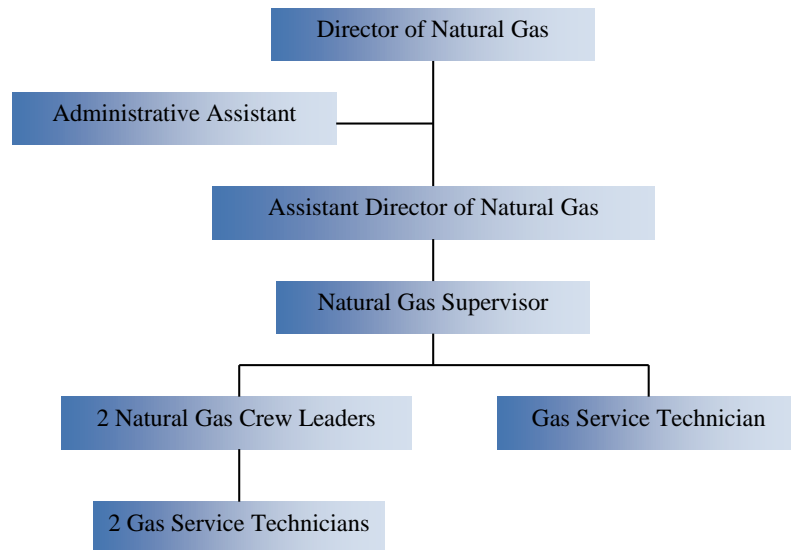 Director of Natural Gas
Administrative Assistant
Assistant Director of Natural Gas
Natural Gas Supervisor
2 Natural Gas Crew Leaders
Gas Service Technician
2 Gas Service Technicians